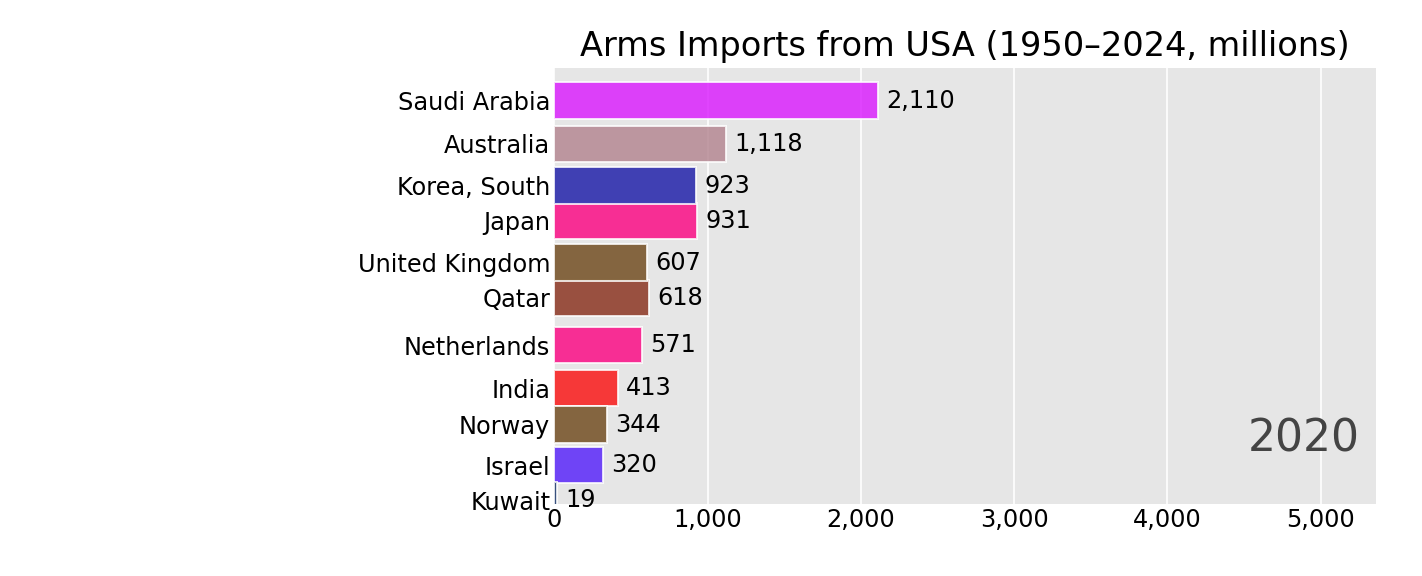 Arms Imports from USA (1950–2024, millions)
Saudi Arabia 2,110
Australia 1,118
Korea, South 923
Japan 931
United Kingdom 607
Qatar 618
Netherlands 571
India 413
Norway 344
2020
Israel 320
Kuwait 19
0 1,000 2,000 3,000 4,000 5,000